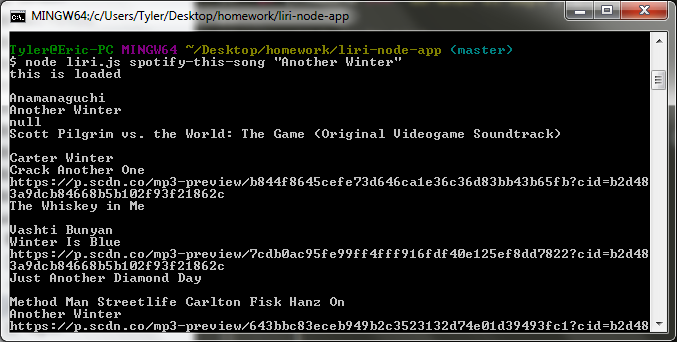 MINGW64:/c/Users/Tyler/Desktop/homework/liri-node-app
Tyler@Eric-PC MINGW64 ~/Desktop/homework/liri-node-app (master)
$ node liri.js spotify-this-song "Another Winter"
this is loaded
Anamanaguchi
Another Winter
null
Scott Pilgrim vs. the World: The Game (Original Videogame Soundtrack)
Carter Winter
Crack Another One
https://p.scdn.co/mp3-preview/b844f8645cefe73d646ca1e36c36d83bb43b65fb?cid=b2d48
3a9dcb84668b5b102f93f21862c
The Whiskey in Me
Vashti Bunyan
Winter Is Blue
https://p.scdn.co/mp3-preview/7cdb0ac95fe99ff4fff916fdf40e125ef8dd7822?cid=b2d48
3a9dcb84668b5b102f93f21862c
Just Another Diamond Day
Method Man Streetlife Carlton Fisk Hanz On
Another Winter
https://p.scdn.co/mp3-preview/643bbc83eceb949b2c3523132d74e01d39493fc1?cid=b2d48